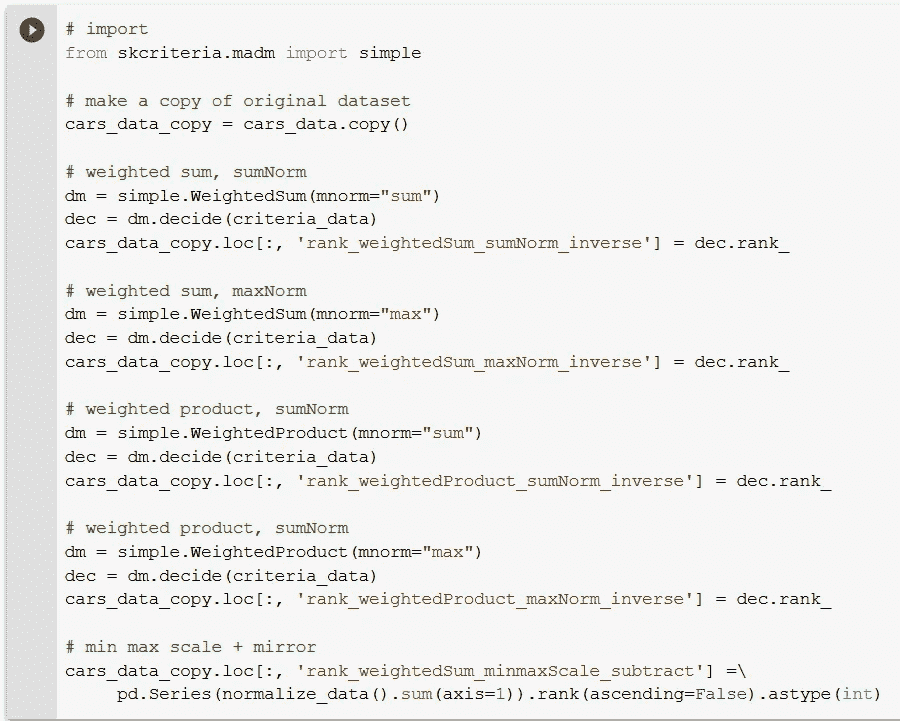 # import
from skcriteria.madm import simple
# make a copy of original dataset
cars_data_copy = cars_data.copy()
# weighted sum, sumNorm
dm = simple.WeightedSum(mnorm="sum")
dec = dm.decide(criteria_data)
cars_data_copy.loc[:, 'rank_weightedSum_sumNorm_inverse'] = dec.rank_
# weighted sum, maxNorm
dm = simple.WeightedSum(mnorm="max")
dec = dm.decide(criteria_data)
cars_data_copy.loc[:, 'rank_weightedSum_maxNorm_inverse'] = dec.rank_
# weighted product, sumNorm
dm = simple.WeightedProduct(mnorm="sum")
dec = dm.decide(criteria_data)
cars_data_copy.loc[:, 'rank_weightedProduct_sumNorm_inverse'] = dec.rank_
# weighted product, sumNorm
dm = simple.WeightedProduct(mnorm="max")
dec = dm.decide(criteria_data)
cars_data_copy.loc[:, 'rank_weightedProduct_maxNorm_inverse'] = dec.rank_
# min max scale + mirror
cars_data_copy.loc[:, 'rank_weightedSum_minmaxScale_subtract'] =\
pd.Series(normalize_data().sum(axis=1)).rank(ascending=False).astype(int)